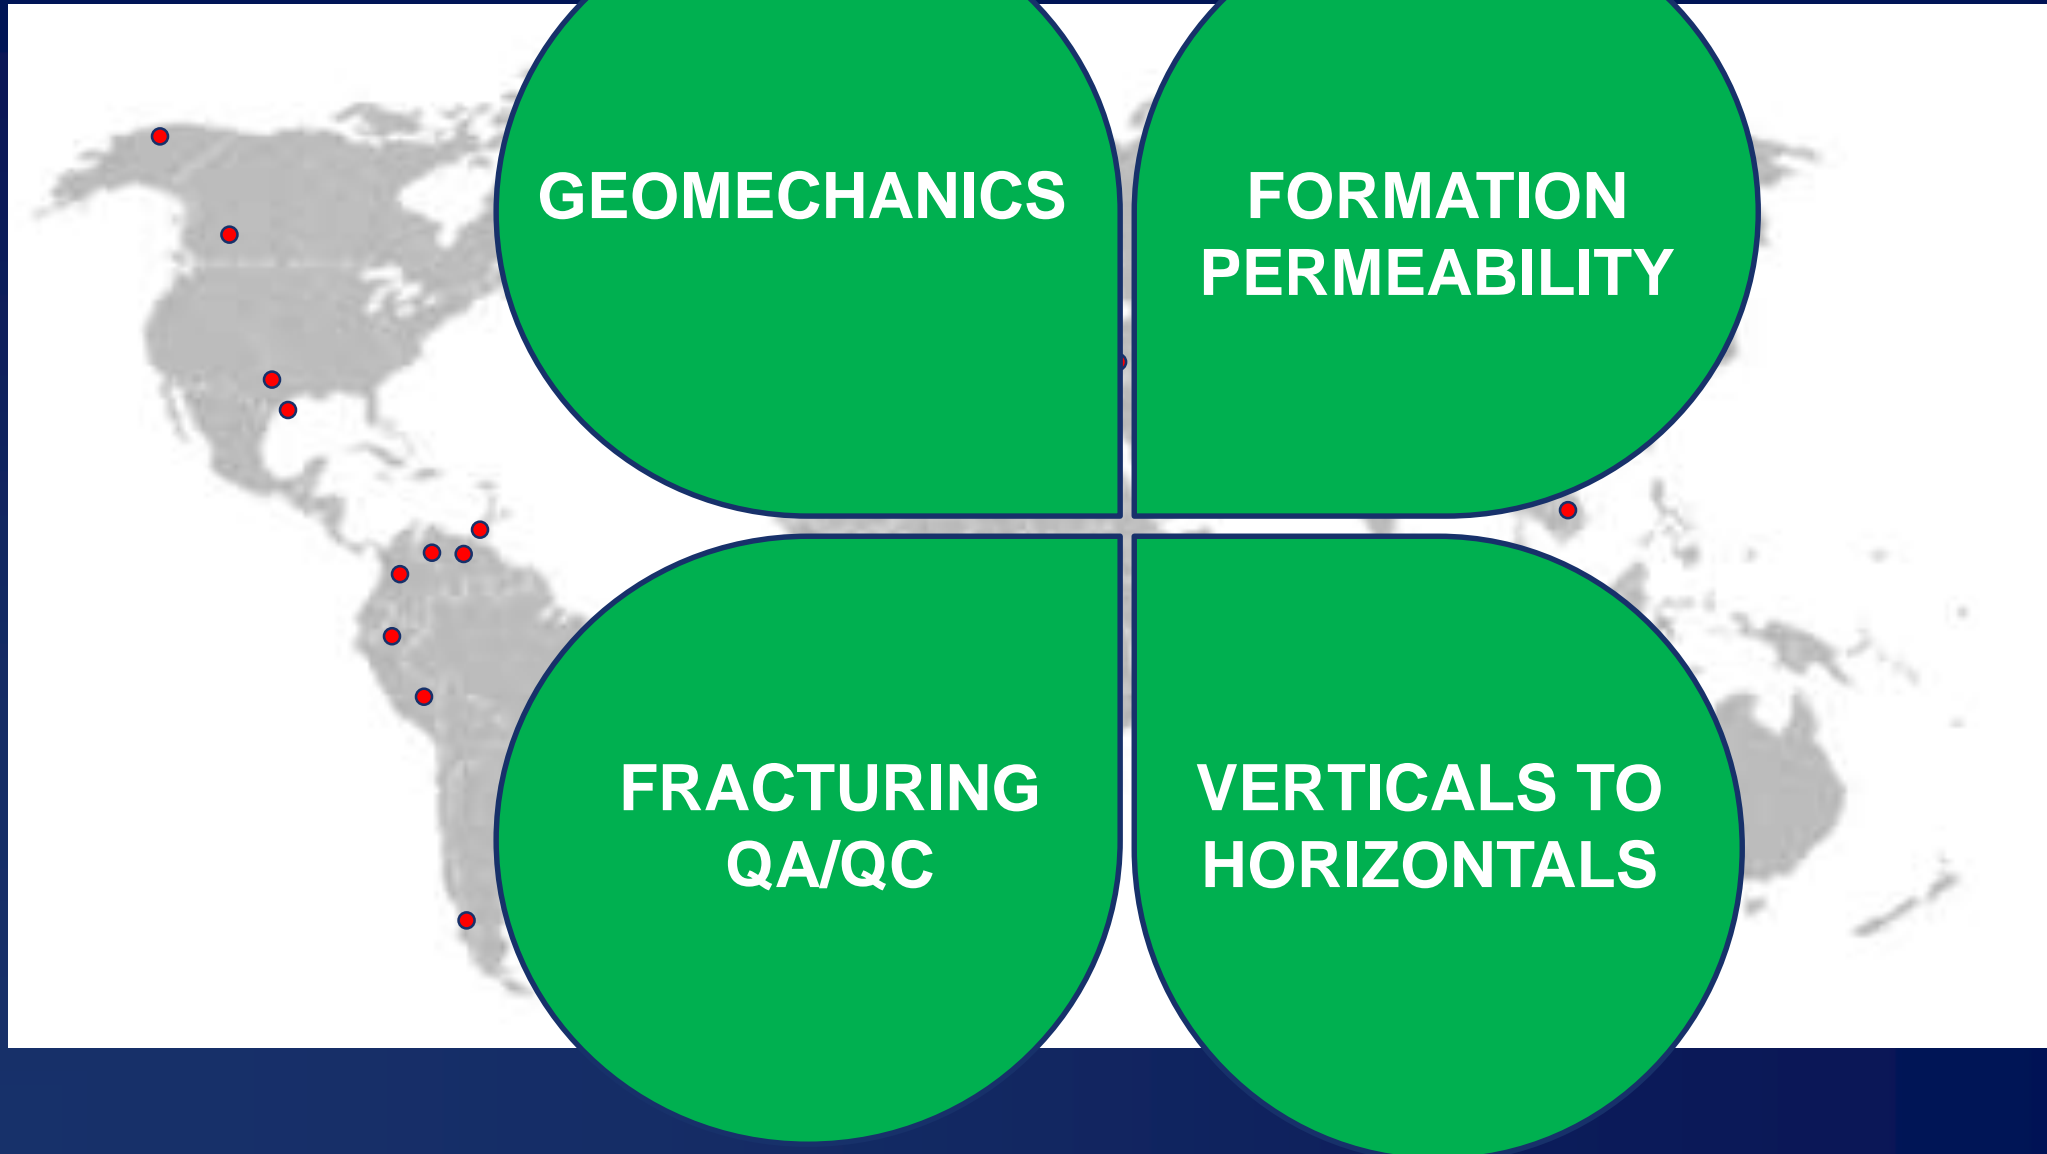 GEOMECHANICS
FORMATION
PERMEABILITY
FRACTURING
QA/QC
VERTICALS TO
HORIZONTALS